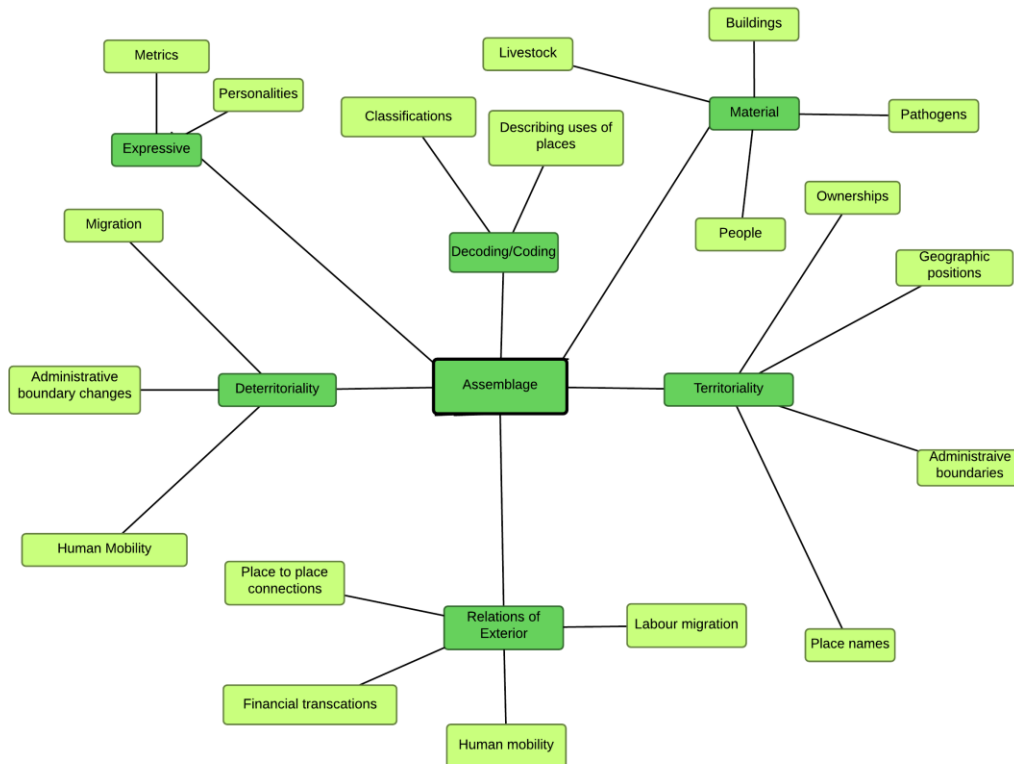 Buildings
Metrics
Livestock
Personalities
Classifications
Material
Pathogens
Describing uses of
places
Expressive
Ownerships
Migration
People
Decoding/Coding
Geographic
positions
Administrative
boundary changes
Deterritoriality
Assemblage
Territoriality
Administraive
boundaries
Human Mobility
Place to place
connections
Relations of
Exterior
Labour migration
Place names
Financial transcations
Human mobility